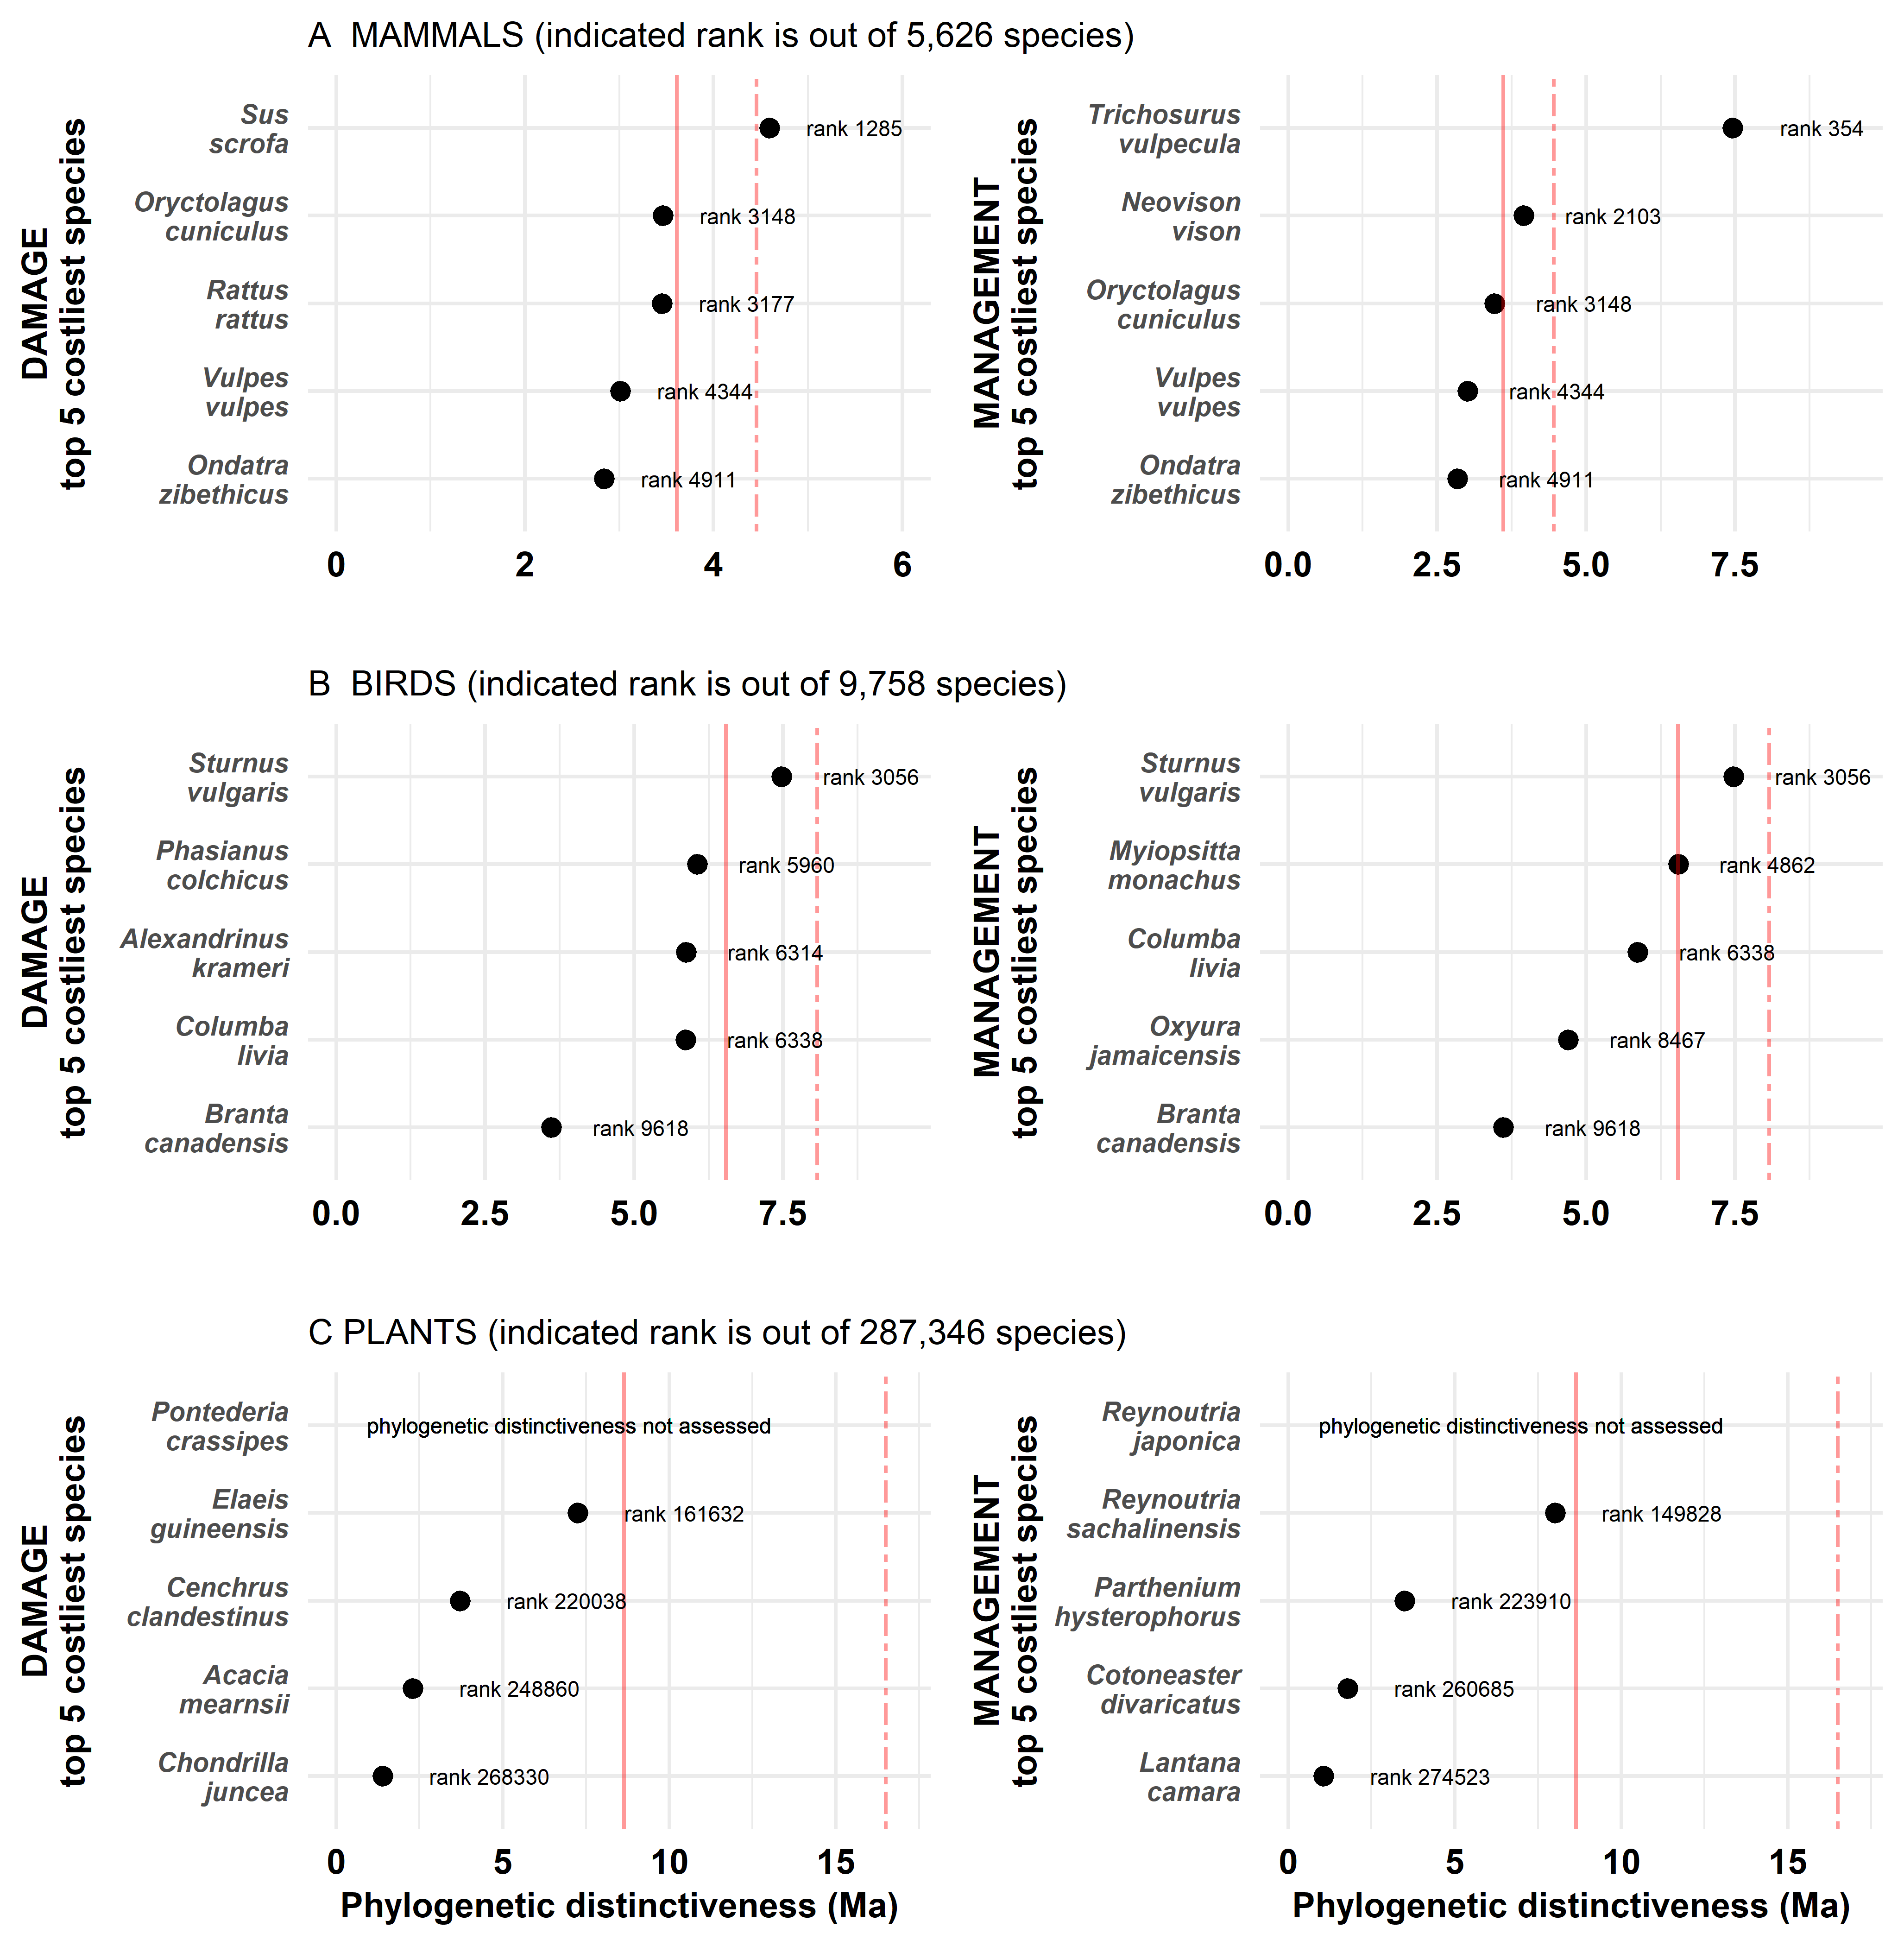 A MAMMALS (indicated rank is out of 5,626 species)
DAMAGE
top 5 costliest species
Sus
scrofa
rank 1285
Oryctolagus
cuniculus
rank 3148
Rattus
rattus
rank 3177
Vulpes
vulpes
rank 4344
Ondatra
zibethicus
rank 4911
0 2 4 6
MANAGEMENT
top 5 costliest species
Trichosurus
vulpecula
rank 354
Neovison
vison
rank 2103
Oryctolagus
cuniculus
rank 3148
Vulpes
vulpes
rank 4344
Ondatra
zibethicus
rank 4911
0.0 2.5 5.0 7.5
B BIRDS (indicated rank is out of 9,758 species)
DAMAGE
top 5 costliest species
Sturnus
vulgaris
rank 3056
Phasianus
colchicus
rank 5960
Alexandrinus
krameri
rank 6314
Columba
livia
rank 6338
Branta
canadensis
rank 9618
0.0 2.5 5.0 7.5
MANAGEMENT
top 5 costliest species
Sturnus
vulgaris
rank 3056
Myiopsitta
monachus
rank 4862
Columba
livia
rank 6338
Oxyura
jamaicensis
rank 8467
Branta
canadensis
rank 9618
0.0 2.5 5.0 7.5
C PLANTS (indicated rank is out of 287,346 species)
DAMAGE
top 5 costliest species
Pontederia
crassipes
phylogenetic distinctiveness not assessed
Elaeis
guineensis
rank 161632
Cenchrus
clandestinus
rank 220038
Acacia
mearnsii
rank 248860
Chondrilla
juncea
rank 268330
0 5 10 15
Phylogenetic distinctiveness (Ma)
MANAGEMENT
top 5 costliest species
Reynoutria
japonica
phylogenetic distinctiveness not assessed
Reynoutria
sachalinensis
rank 149828
Parthenium
hysterophorus
rank 223910
Cotoneaster
divaricatus
rank 260685
Lantana
camara
rank 274523
0 5 10 15
Phylogenetic distinctiveness (Ma)